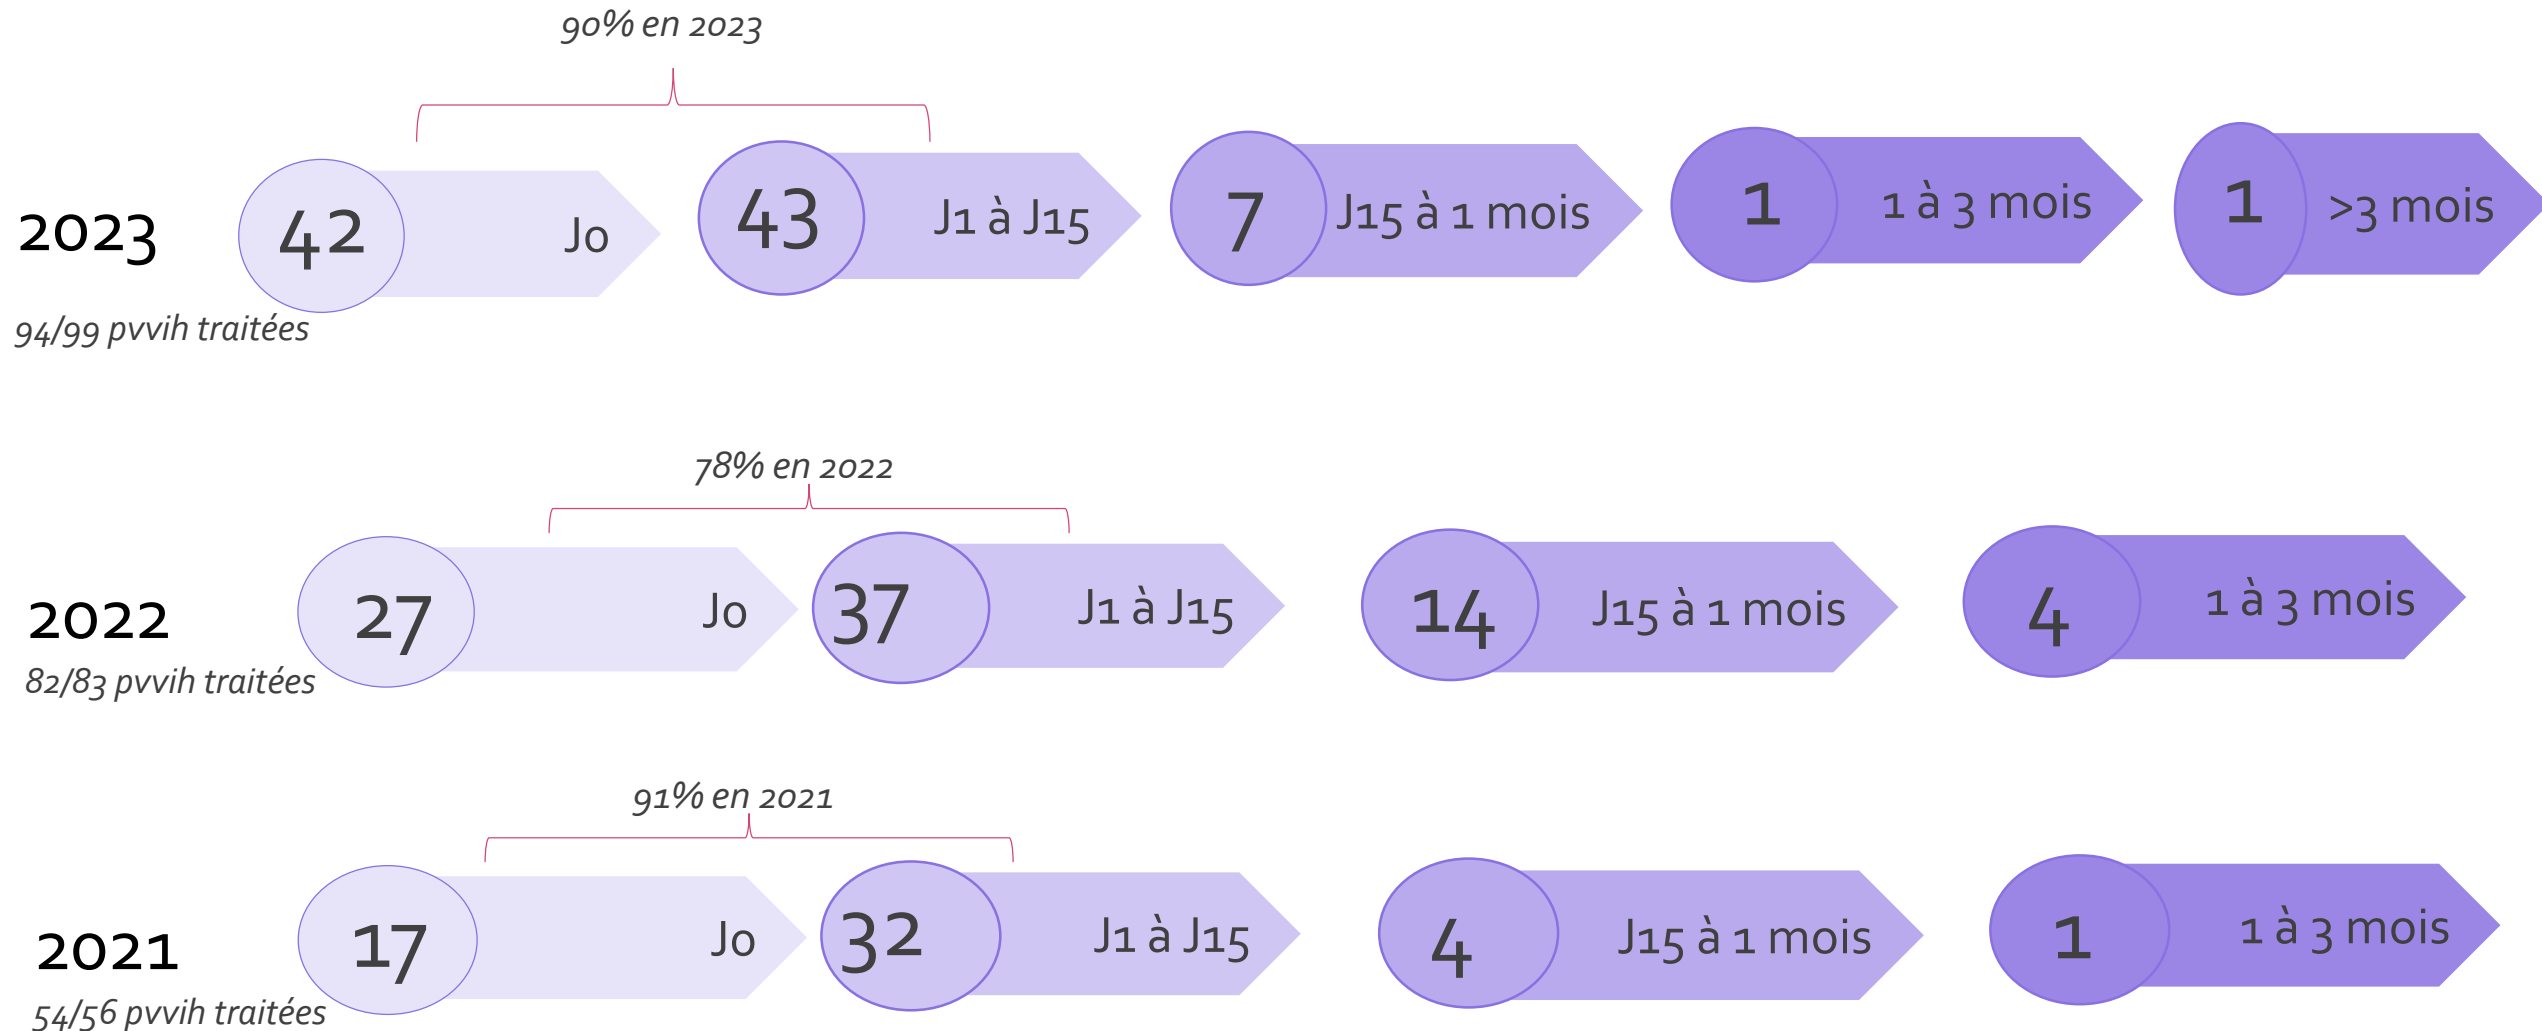 90% en 2023
2023
42
J0
43
J1 à J15
7
J15 à 1 mois
1
1 à 3 mois
1
>3 mois
94/99 pvvih traitées
78% en 2022
2022
27
J0
37
J1 à J15
14
J15 à 1 mois
4
1 à 3 mois
82/83 pvvih traitées
91% en 2021
2021
17
J0
32
J1 à J15
4
J15 à 1 mois
1
1 à 3 mois
54/56 pvvih traitées